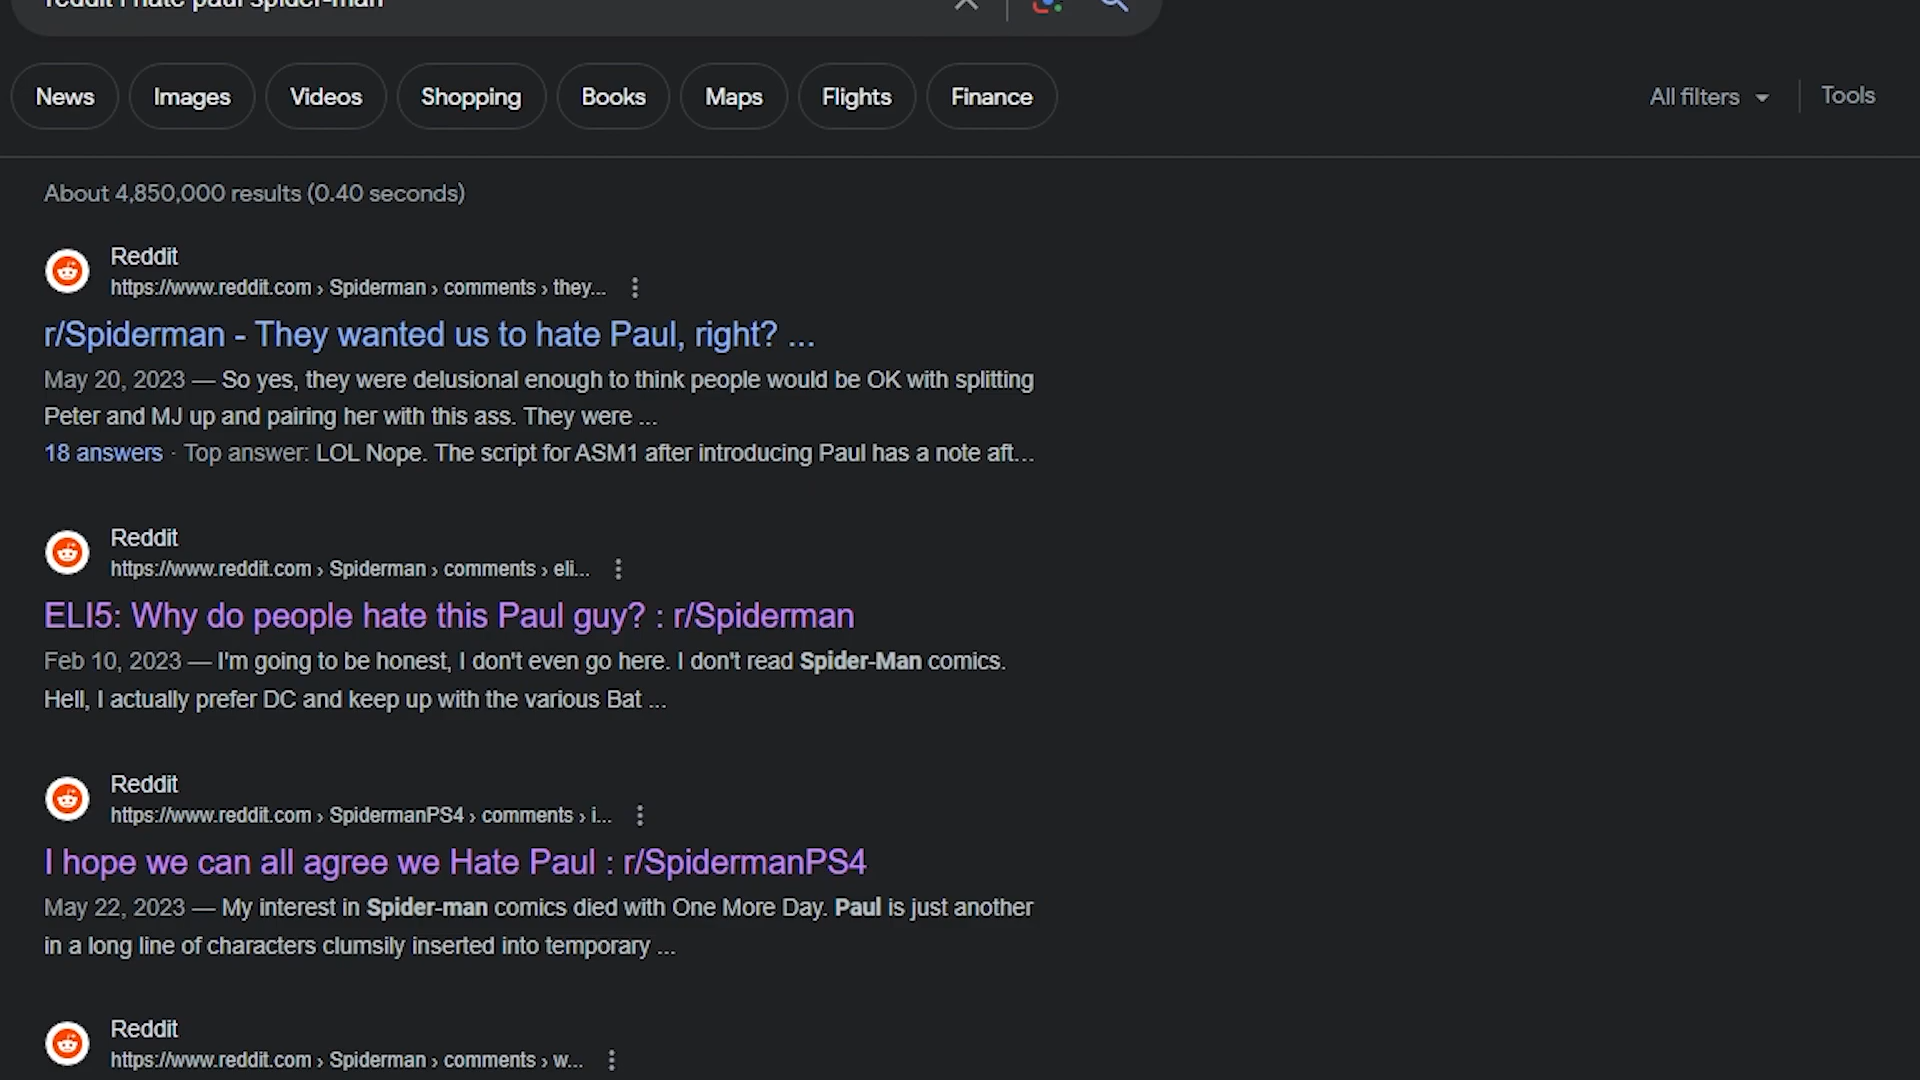 reddit i hate paul spider-man
News Images Videos Shopping Books Maps Flights Finance All filters Tools
About 4,850,000 results (0.40 seconds)
Reddit
https://www.reddit.com › Spiderman › comments › they...
r/Spiderman - They wanted us to hate Paul, right? ...
May 20, 2023 — So yes, they were delusional enough to think people would be OK with splitting
Peter and MJ up and pairing her with this ass. They were ...
18 answers · Top answer: LOL Nope. The script for ASM1 after introducing Paul has a note aft...
Reddit
https://www.reddit.com › Spiderman › comments › eli...
ELI5: Why do people hate this Paul guy? : r/Spiderman
Feb 10, 2023 — I'm going to be honest, I don't even go here. I don't read Spider-Man comics.
Hell, I actually prefer DC and keep up with the various Bat ...
Reddit
https://www.reddit.com › SpidermanPS4 › comments › i...
I hope we can all agree we Hate Paul : r/SpidermanPS4
May 22, 2023 — My interest in Spider-man comics died with One More Day. Paul is just another
in a long line of characters clumsily inserted into temporary ...
Reddit
https://www.reddit.com › Spiderman › comments › w...